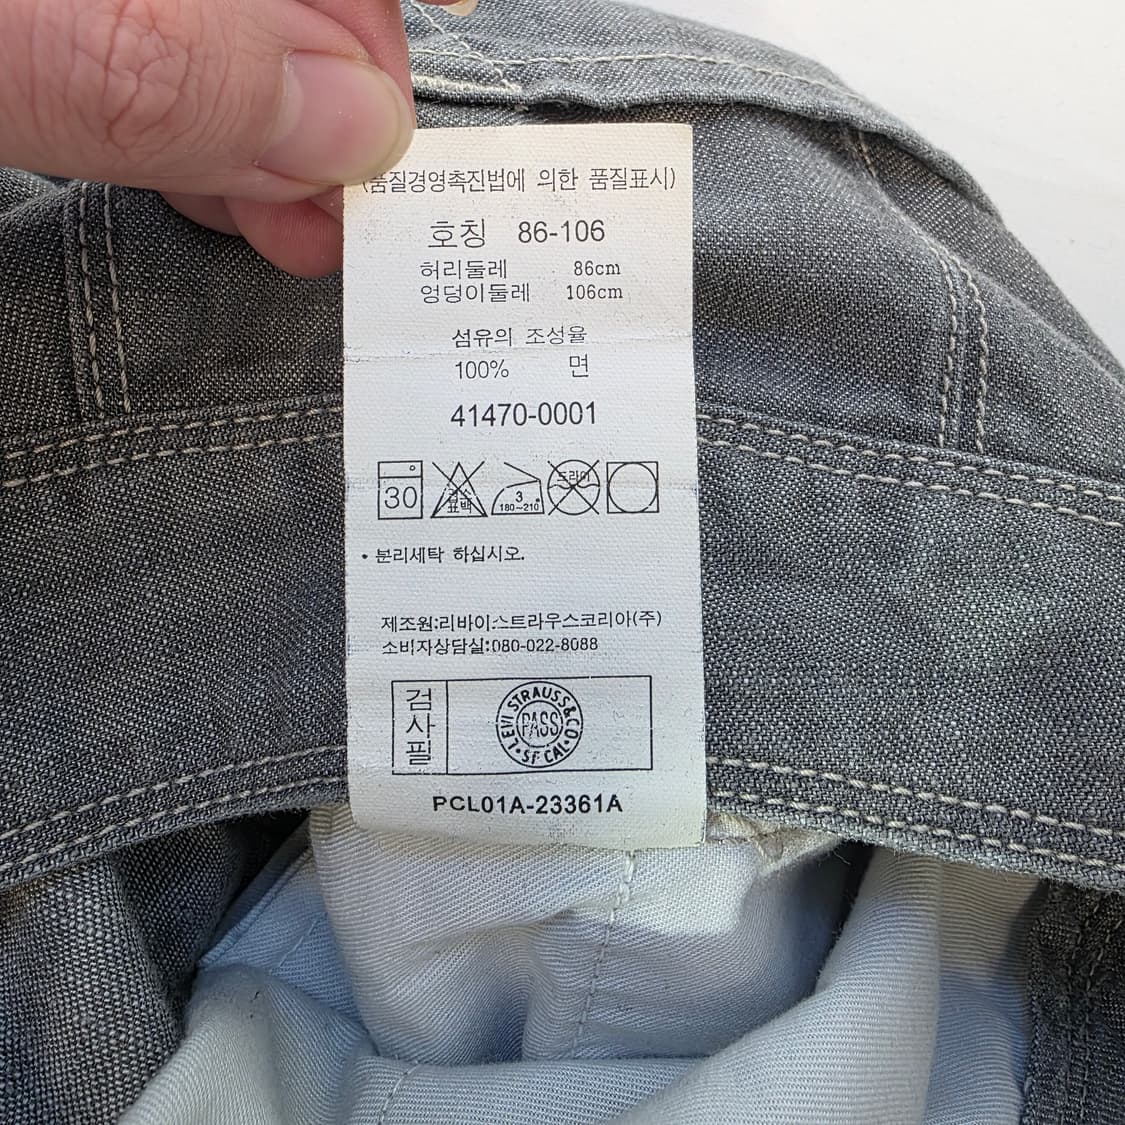 (품질경영촉진법에 의한 품질표시)
호칭 86-106
허리둘레 86cm
엉덩이둘레 106cm
섬유의 조성율
100% 면
41470-0001
30 표백 3 180~210 드라이
• 분리세탁 하십시오.
제조원:리바이스트라우스코리아(주)
소비자상담실:080-022-8088
검사필
LEVI STRAUSS & CO
PASS
SF CAL
PCL01A-23361A